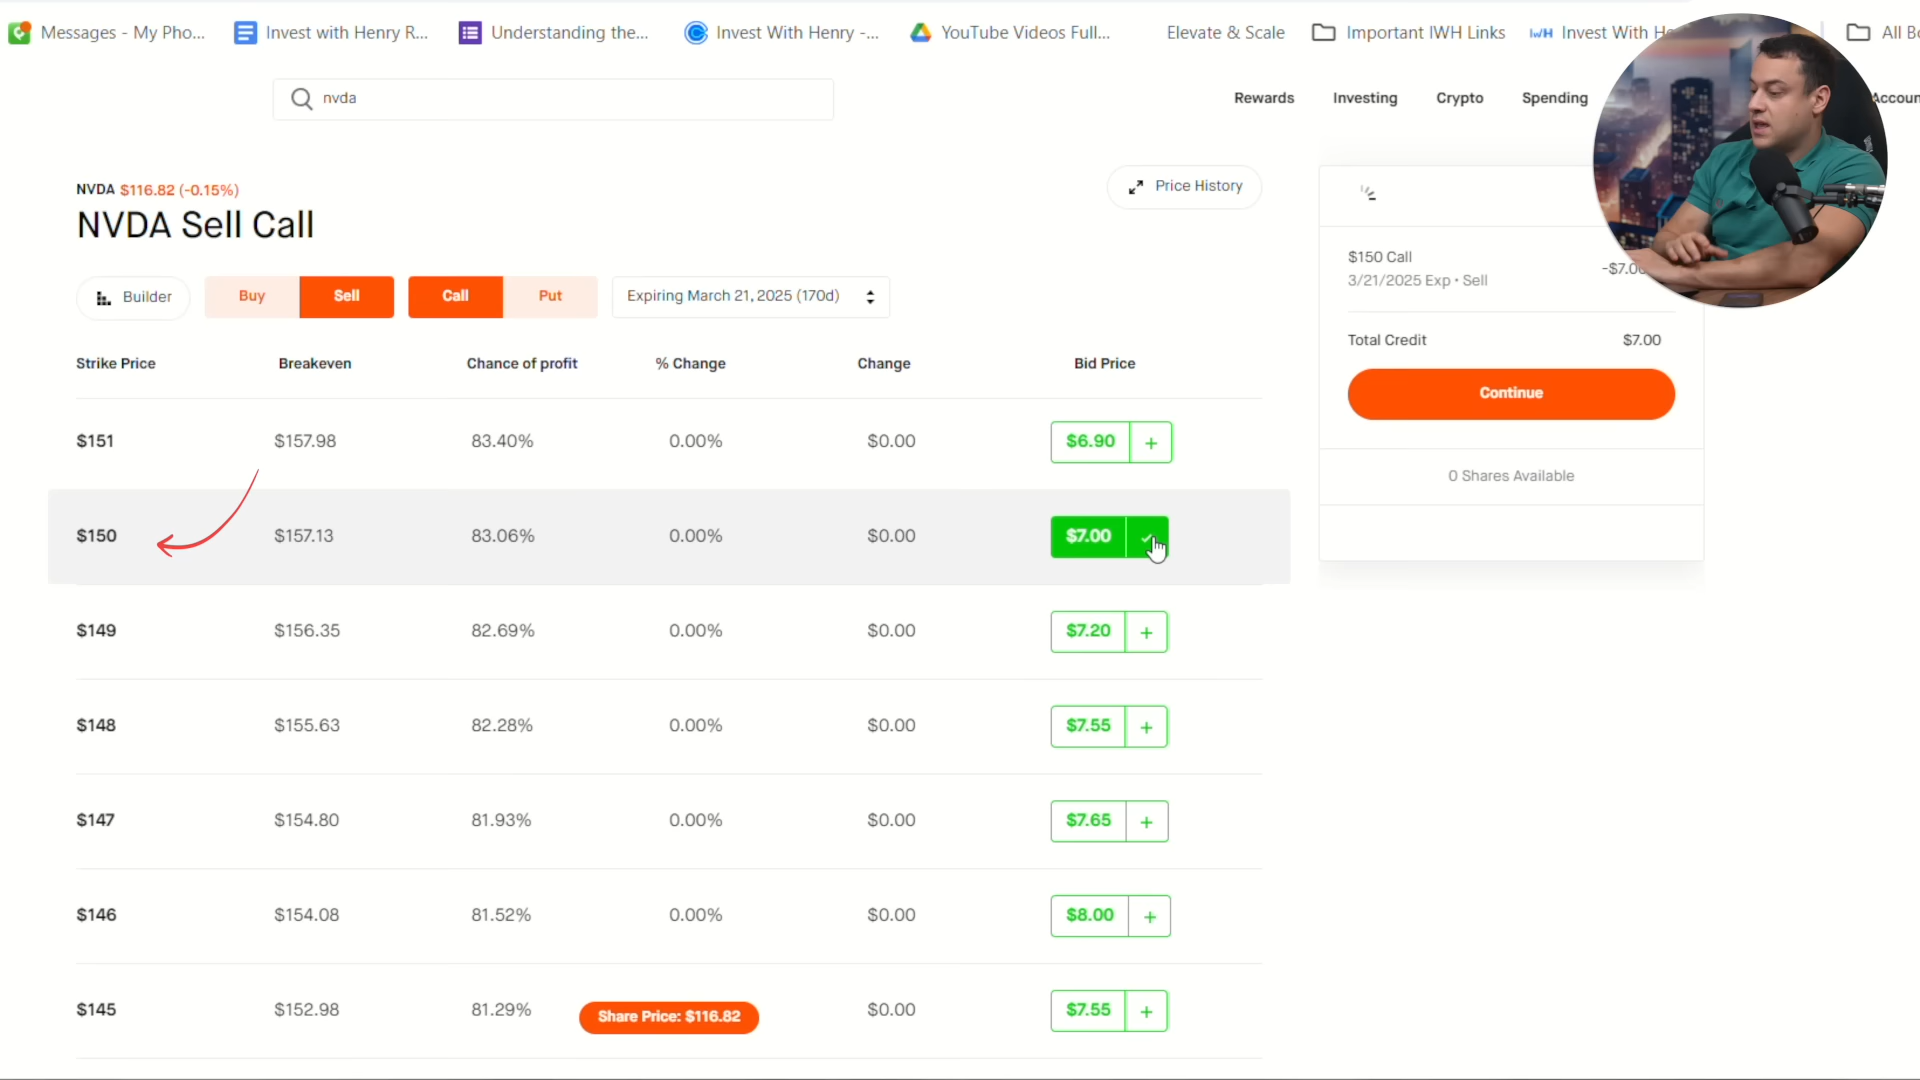 Messages - My Pho... Invest with Henry R... Understanding the... Invest With Henry -... YouTube Videos Full... Elevate & Scale Important IWH Links IWH Invest With He All Bo
nvda
Rewards Investing Crypto Spending Accoun
NVDA $116.82 (-0.15%)
NVDA Sell Call
Price History
Builder Buy Sell Call Put Expiring March 21, 2025 (170d)
Strike Price Breakeven Chance of profit % Change Change Bid Price
$151 $157.98 83.40% 0.00% $0.00 $6.90 +
$150 $157.13 83.06% 0.00% $0.00 $7.00
$149 $156.35 82.69% 0.00% $0.00 $7.20 +
$148 $155.63 82.28% 0.00% $0.00 $7.55 +
$147 $154.80 81.93% 0.00% $0.00 $7.65 +
$146 $154.08 81.52% 0.00% $0.00 $8.00 +
$145 $152.98 81.29% $0.00 $7.55 +
Share Price: $116.82
$150 Call
3/21/2025 Exp • Sell
-$7.00
Total Credit $7.00
Continue
0 Shares Available